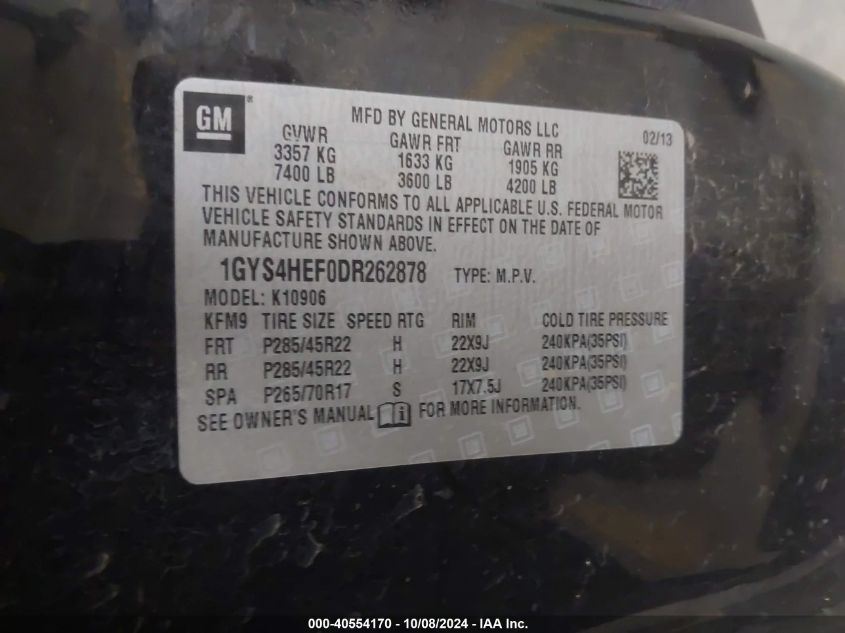 GM®
MFD BY GENERAL MOTORS LLC
02/13
GVWR GAWR FRT GAWR RR
3357 KG 1633 KG 1905 KG
7400 LB 3600 LB 4200 LB
THIS VEHICLE CONFORMS TO ALL APPLICABLE U.S. FEDERAL MOTOR
VEHICLE SAFETY STANDARDS IN EFFECT ON THE DATE OF
MANUFACTURE SHOWN ABOVE.
1GYS4HEF0DR262878 TYPE: M.P.V.
MODEL: K10906
KFM9 TIRE SIZE SPEED RTG RIM COLD TIRE PRESSURE
FRT P285/45R22 H 22X9J 240KPA(35PSI)
RR P285/45R22 H 22X9J 240KPA(35PSI)
SPA P265/70R17 S 17X7.5J 240KPA(35PSI)
SEE OWNER'S MANUAL FOR MORE INFORMATION.
000-40554170 - 10/08/2024 - IAA Inc.